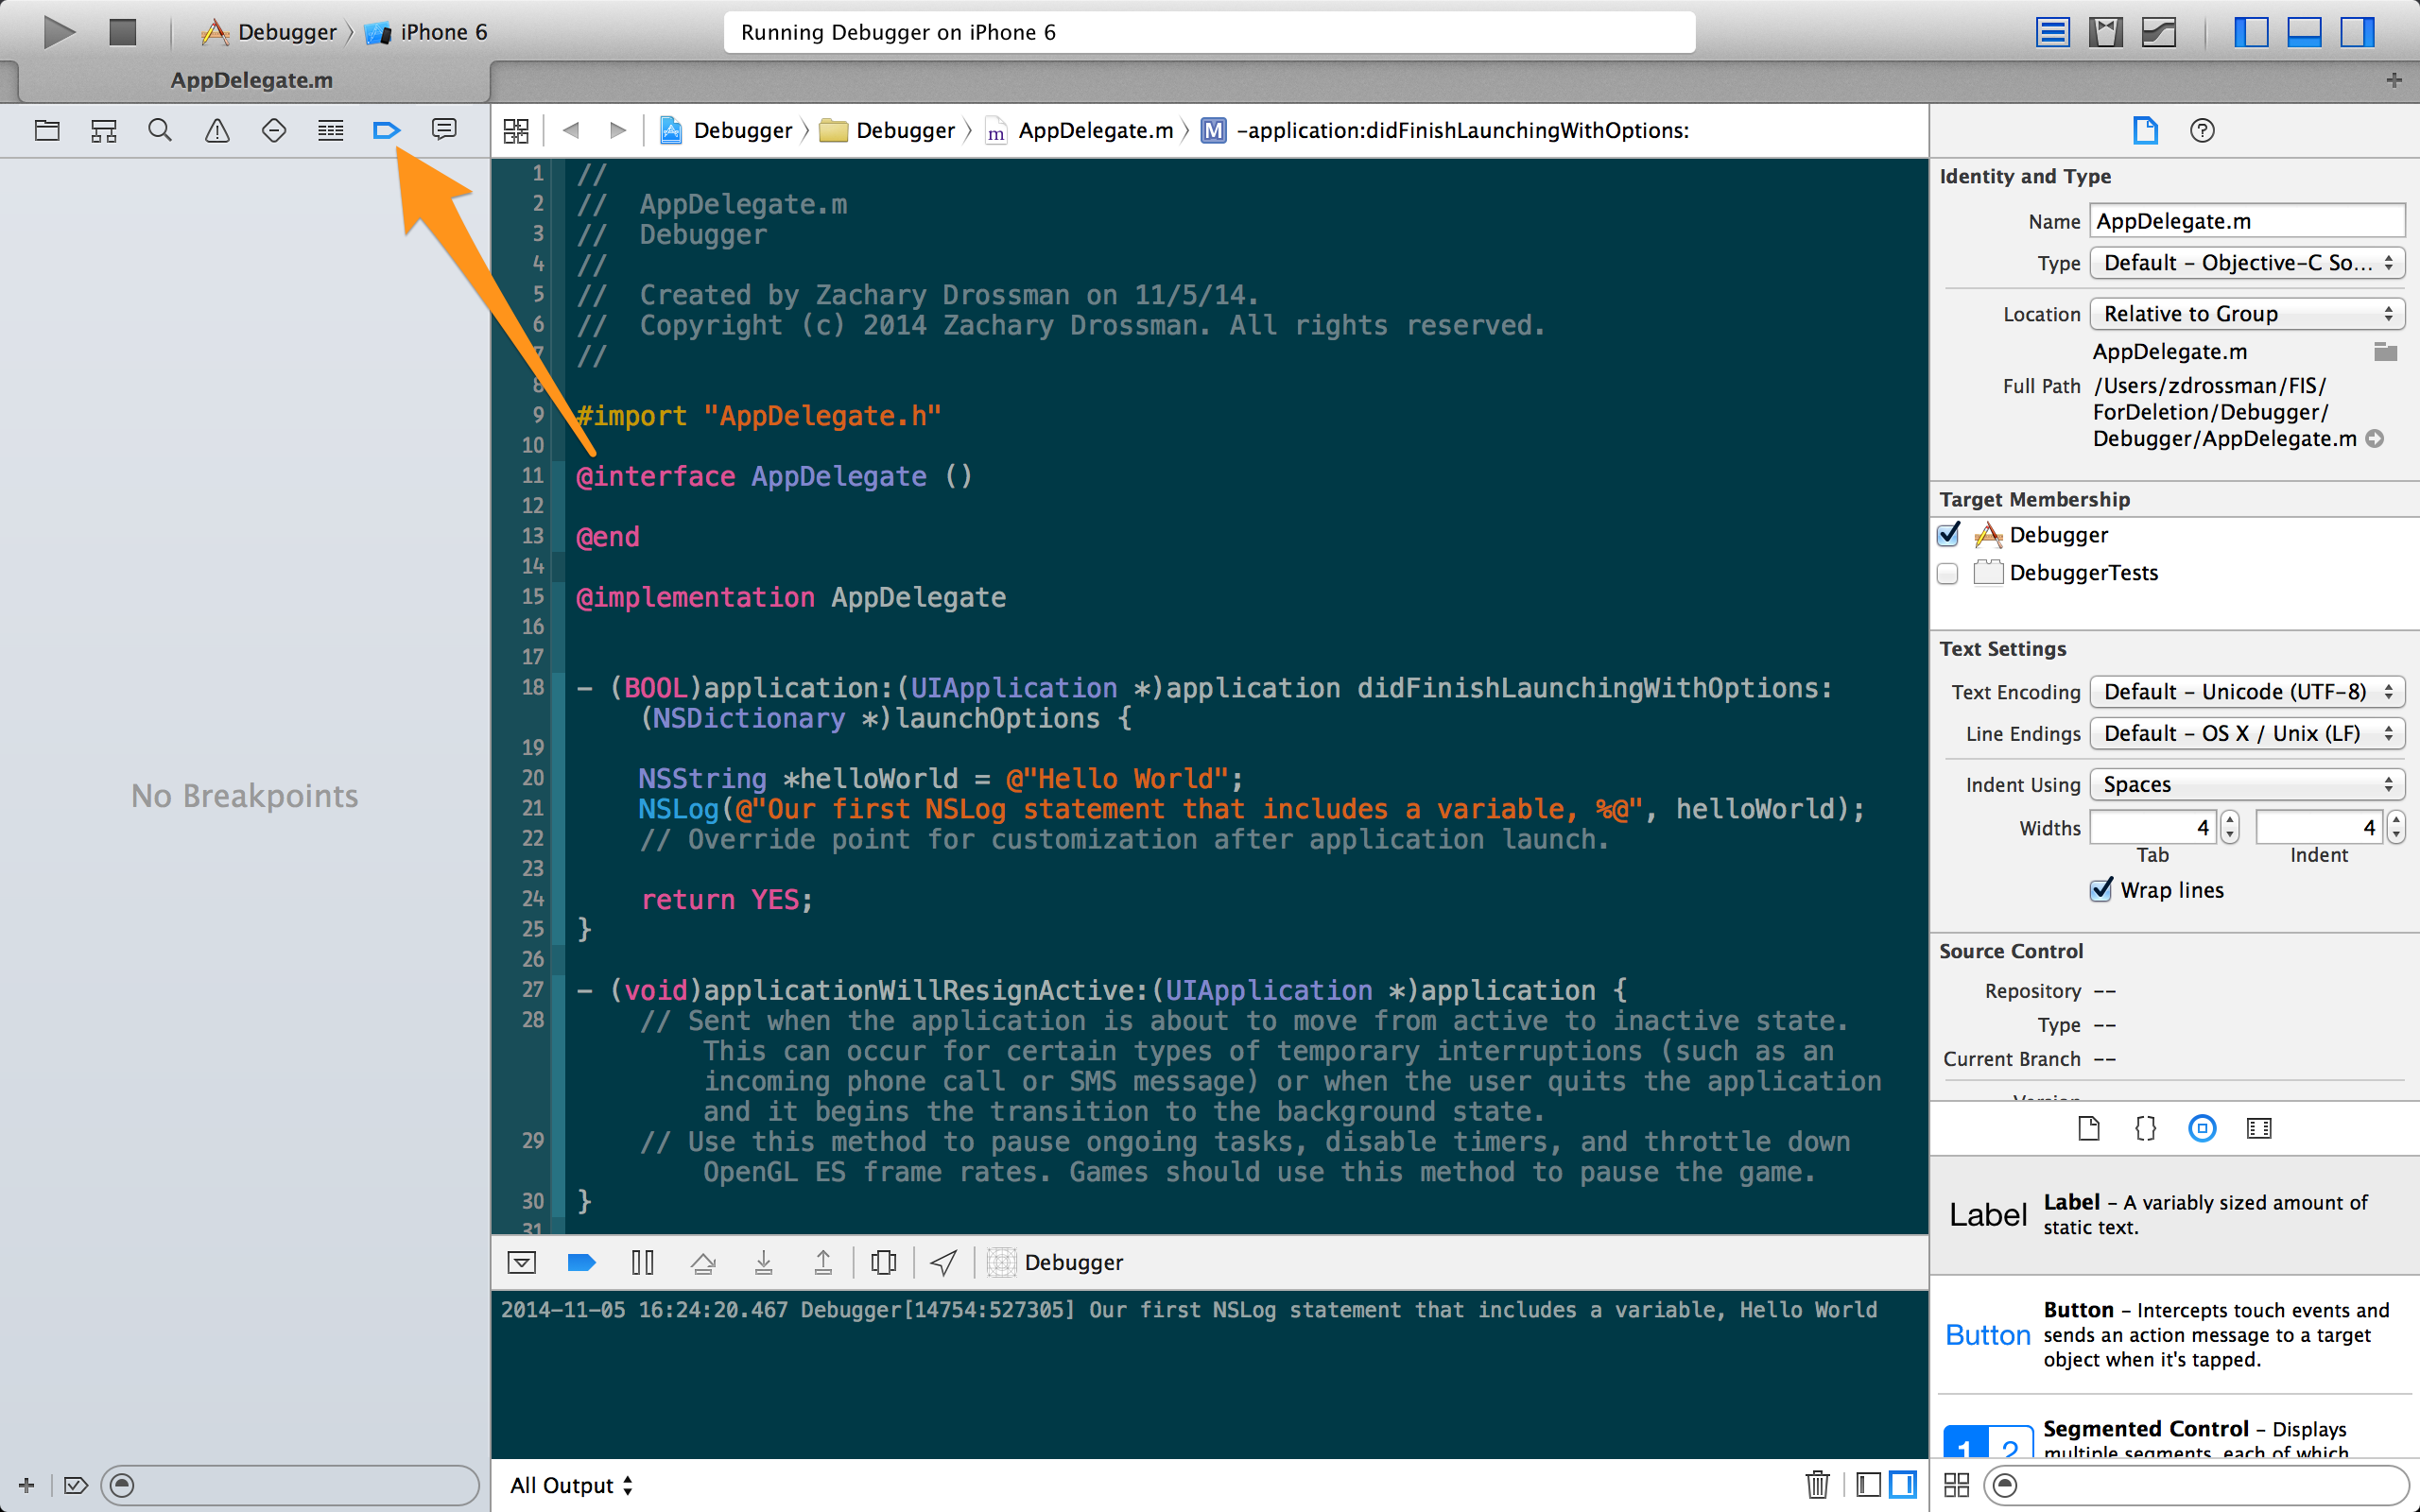 Debugger iPhone 6
Running Debugger on iPhone 6
AppDelegate.m
Debugger Debugger m AppDelegate.m M -application:didFinishLaunchingWithOptions:
No Breakpoints
1 //
2 //  AppDelegate.m
3 //  Debugger
4 //
5 //  Created by Zachary Drossman on 11/5/14.
6 //  Copyright (c) 2014 Zachary Drossman. All rights reserved.
7 //
8
9 #import "AppDelegate.h"
10
11 @interface AppDelegate ()
12
13 @end
14
15 @implementation AppDelegate
16
17
18 - (BOOL)application:(UIApplication *)application didFinishLaunchingWithOptions:
(NSDictionary *)launchOptions {
19
20 NSString *helloWorld = @"Hello World";
21 NSLog(@"Our first NSLog statement that includes a variable, %@", helloWorld);
22 // Override point for customization after application launch.
23
24 return YES;
25 }
26
27 - (void)applicationWillResignActive:(UIApplication *)application {
28 // Sent when the application is about to move from active to inactive state.
This can occur for certain types of temporary interruptions (such as an
incoming phone call or SMS message) or when the user quits the application
and it begins the transition to the background state.
29 // Use this method to pause ongoing tasks, disable timers, and throttle down
OpenGL ES frame rates. Games should use this method to pause the game.
30 }
31
Debugger
2014-11-05 16:24:20.467 Debugger[14754:527305] Our first NSLog statement that includes a variable, Hello World
All Output
Identity and Type
Name AppDelegate.m
Type Default - Objective-C So...
Location Relative to Group
AppDelegate.m
Full Path /Users/zdrossman/FIS/
ForDeletion/Debugger/
Debugger/AppDelegate.m
Target Membership
Debugger
DebuggerTests
Text Settings
Text Encoding Default - Unicode (UTF-8)
Line Endings Default - OS X / Unix (LF)
Indent Using Spaces
Widths 4 4
Tab Indent
Wrap lines
Source Control
Repository --
Type --
Current Branch --
Version
Label Label - A variably sized amount of
static text.
Button Button - Intercepts touch events and
sends an action message to a target
object when it's tapped.
1 2 Segmented Control - Displays
multiple segments, each of which